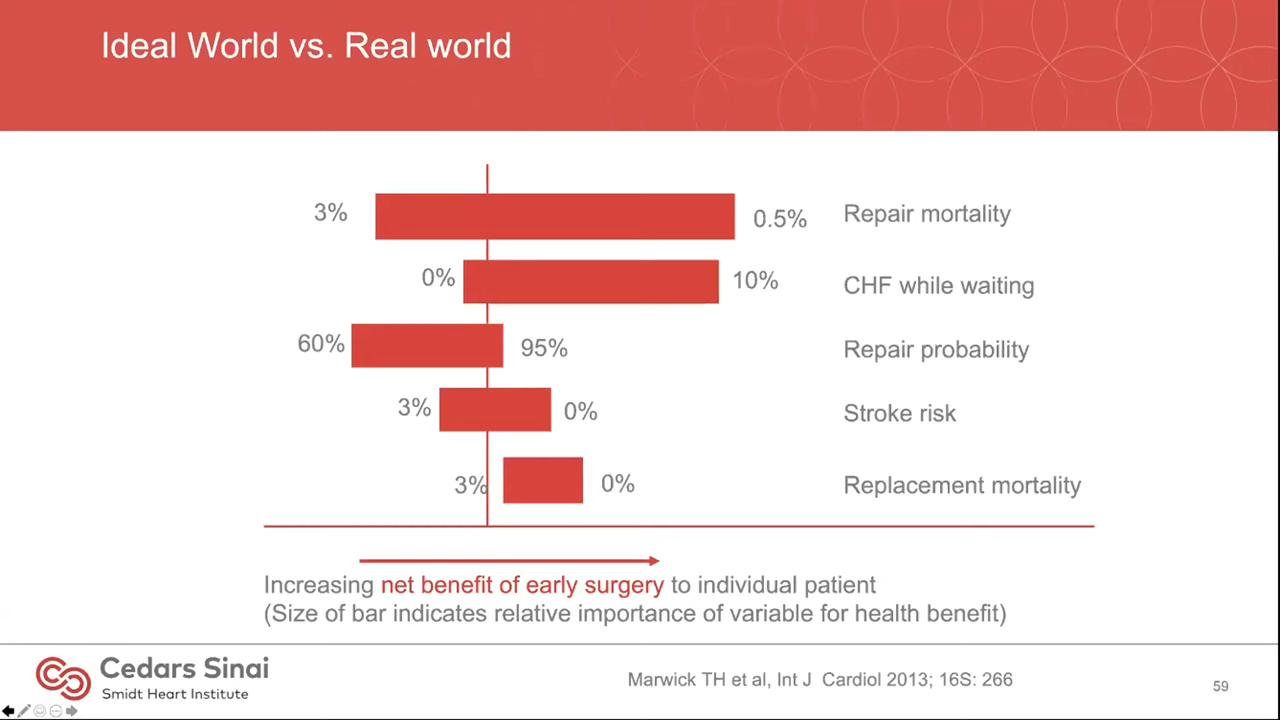 Ideal World vs. Real world
3% 0.5% Repair mortality
0% 10% CHF while waiting
60% 95% Repair probability
3% 0% Stroke risk
3% 0% Replacement mortality
Increasing net benefit of early surgery to individual patient
(Size of bar indicates relative importance of variable for health benefit)
Cedars Sinai
Smidt Heart Institute
Marwick TH et al, Int J Cardiol 2013; 16S: 266
59